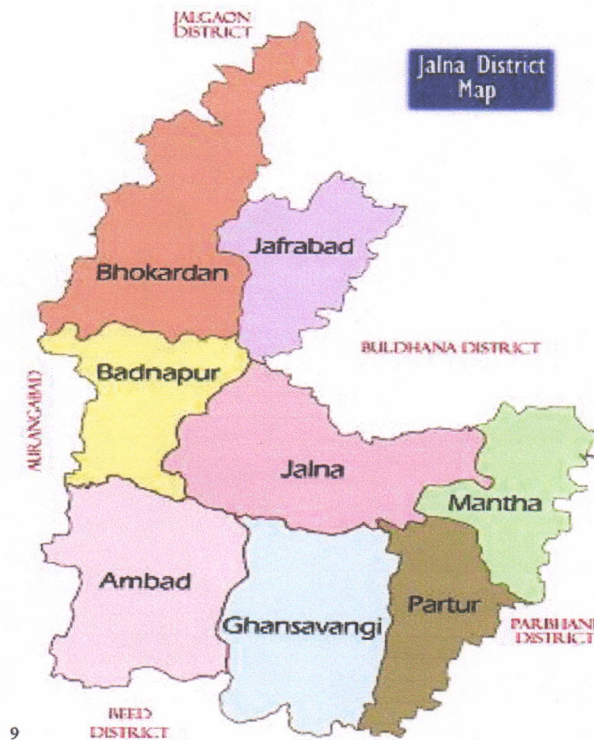 JALGAON
DISTRICT
Jalna District
Map
Jafrabad
Bhokardan
BULDHANA DISTRICT
Badnapur
AURANGABAD
Jalna
Mantha
Ambad
Partur
Ghansavangi
PARBHANI
DISTRICT
BEED
DISTRICT
9